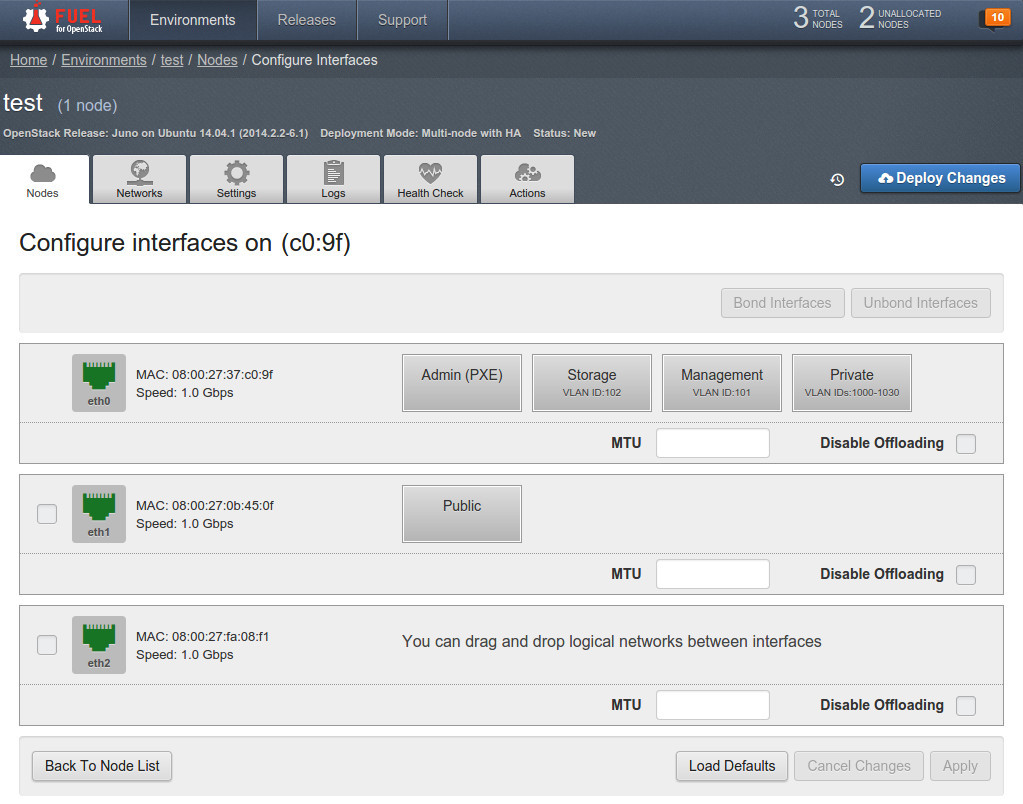 FUEL
for OpenStack
Environments
Releases
Support
3 TOTAL NODES
2 UNALLOCATED NODES
10
Home / Environments / test / Nodes / Configure Interfaces
test (1 node)
OpenStack Release: Juno on Ubuntu 14.04.1 (2014.2.2-6.1) Deployment Mode: Multi-node with HA Status: New
Nodes
Networks
Settings
Logs
Health Check
Actions
Deploy Changes
Configure interfaces on (c0:9f)
Bond Interfaces
Unbond Interfaces
eth0
MAC: 08:00:27:37:c0:9f
Speed: 1.0 Gbps
Admin (PXE)
Storage
VLAN ID:102
Management
VLAN ID:101
Private
VLAN IDs:1000-1030
MTU
Disable Offloading
eth1
MAC: 08:00:27:0b:45:0f
Speed: 1.0 Gbps
Public
MTU
Disable Offloading
eth2
MAC: 08:00:27:fa:08:f1
Speed: 1.0 Gbps
You can drag and drop logical networks between interfaces
MTU
Disable Offloading
Back To Node List
Load Defaults
Cancel Changes
Apply